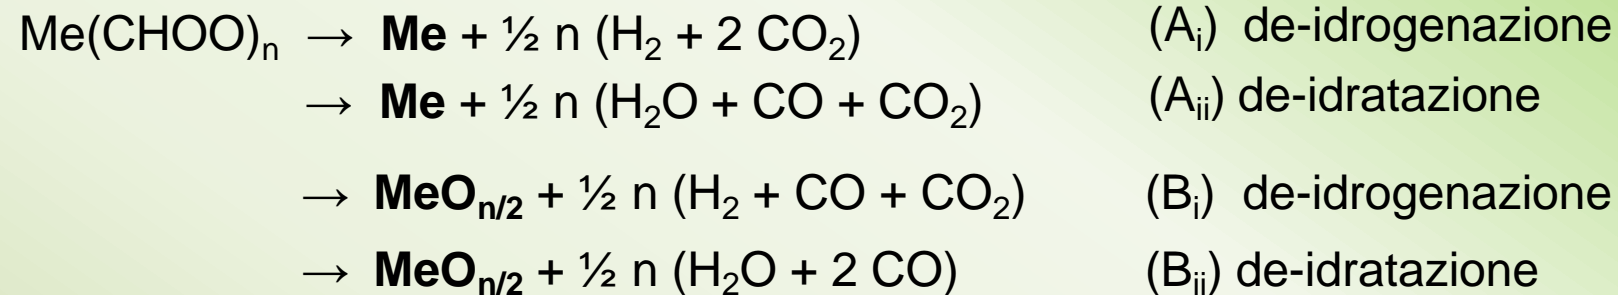 Me(CHOO)ₙ → Me + ½ n (H₂ + 2 CO₂) (Aᵢ) de-idrogenazione
→ Me + ½ n (H₂O + CO + CO₂) (Aᵢᵢ) de-idratazione
→ MeOₙ/₂ + ½ n (H₂ + CO + CO₂) (Bᵢ) de-idrogenazione
→ MeOₙ/₂ + ½ n (H₂O + 2 CO) (Bᵢᵢ) de-idratazione